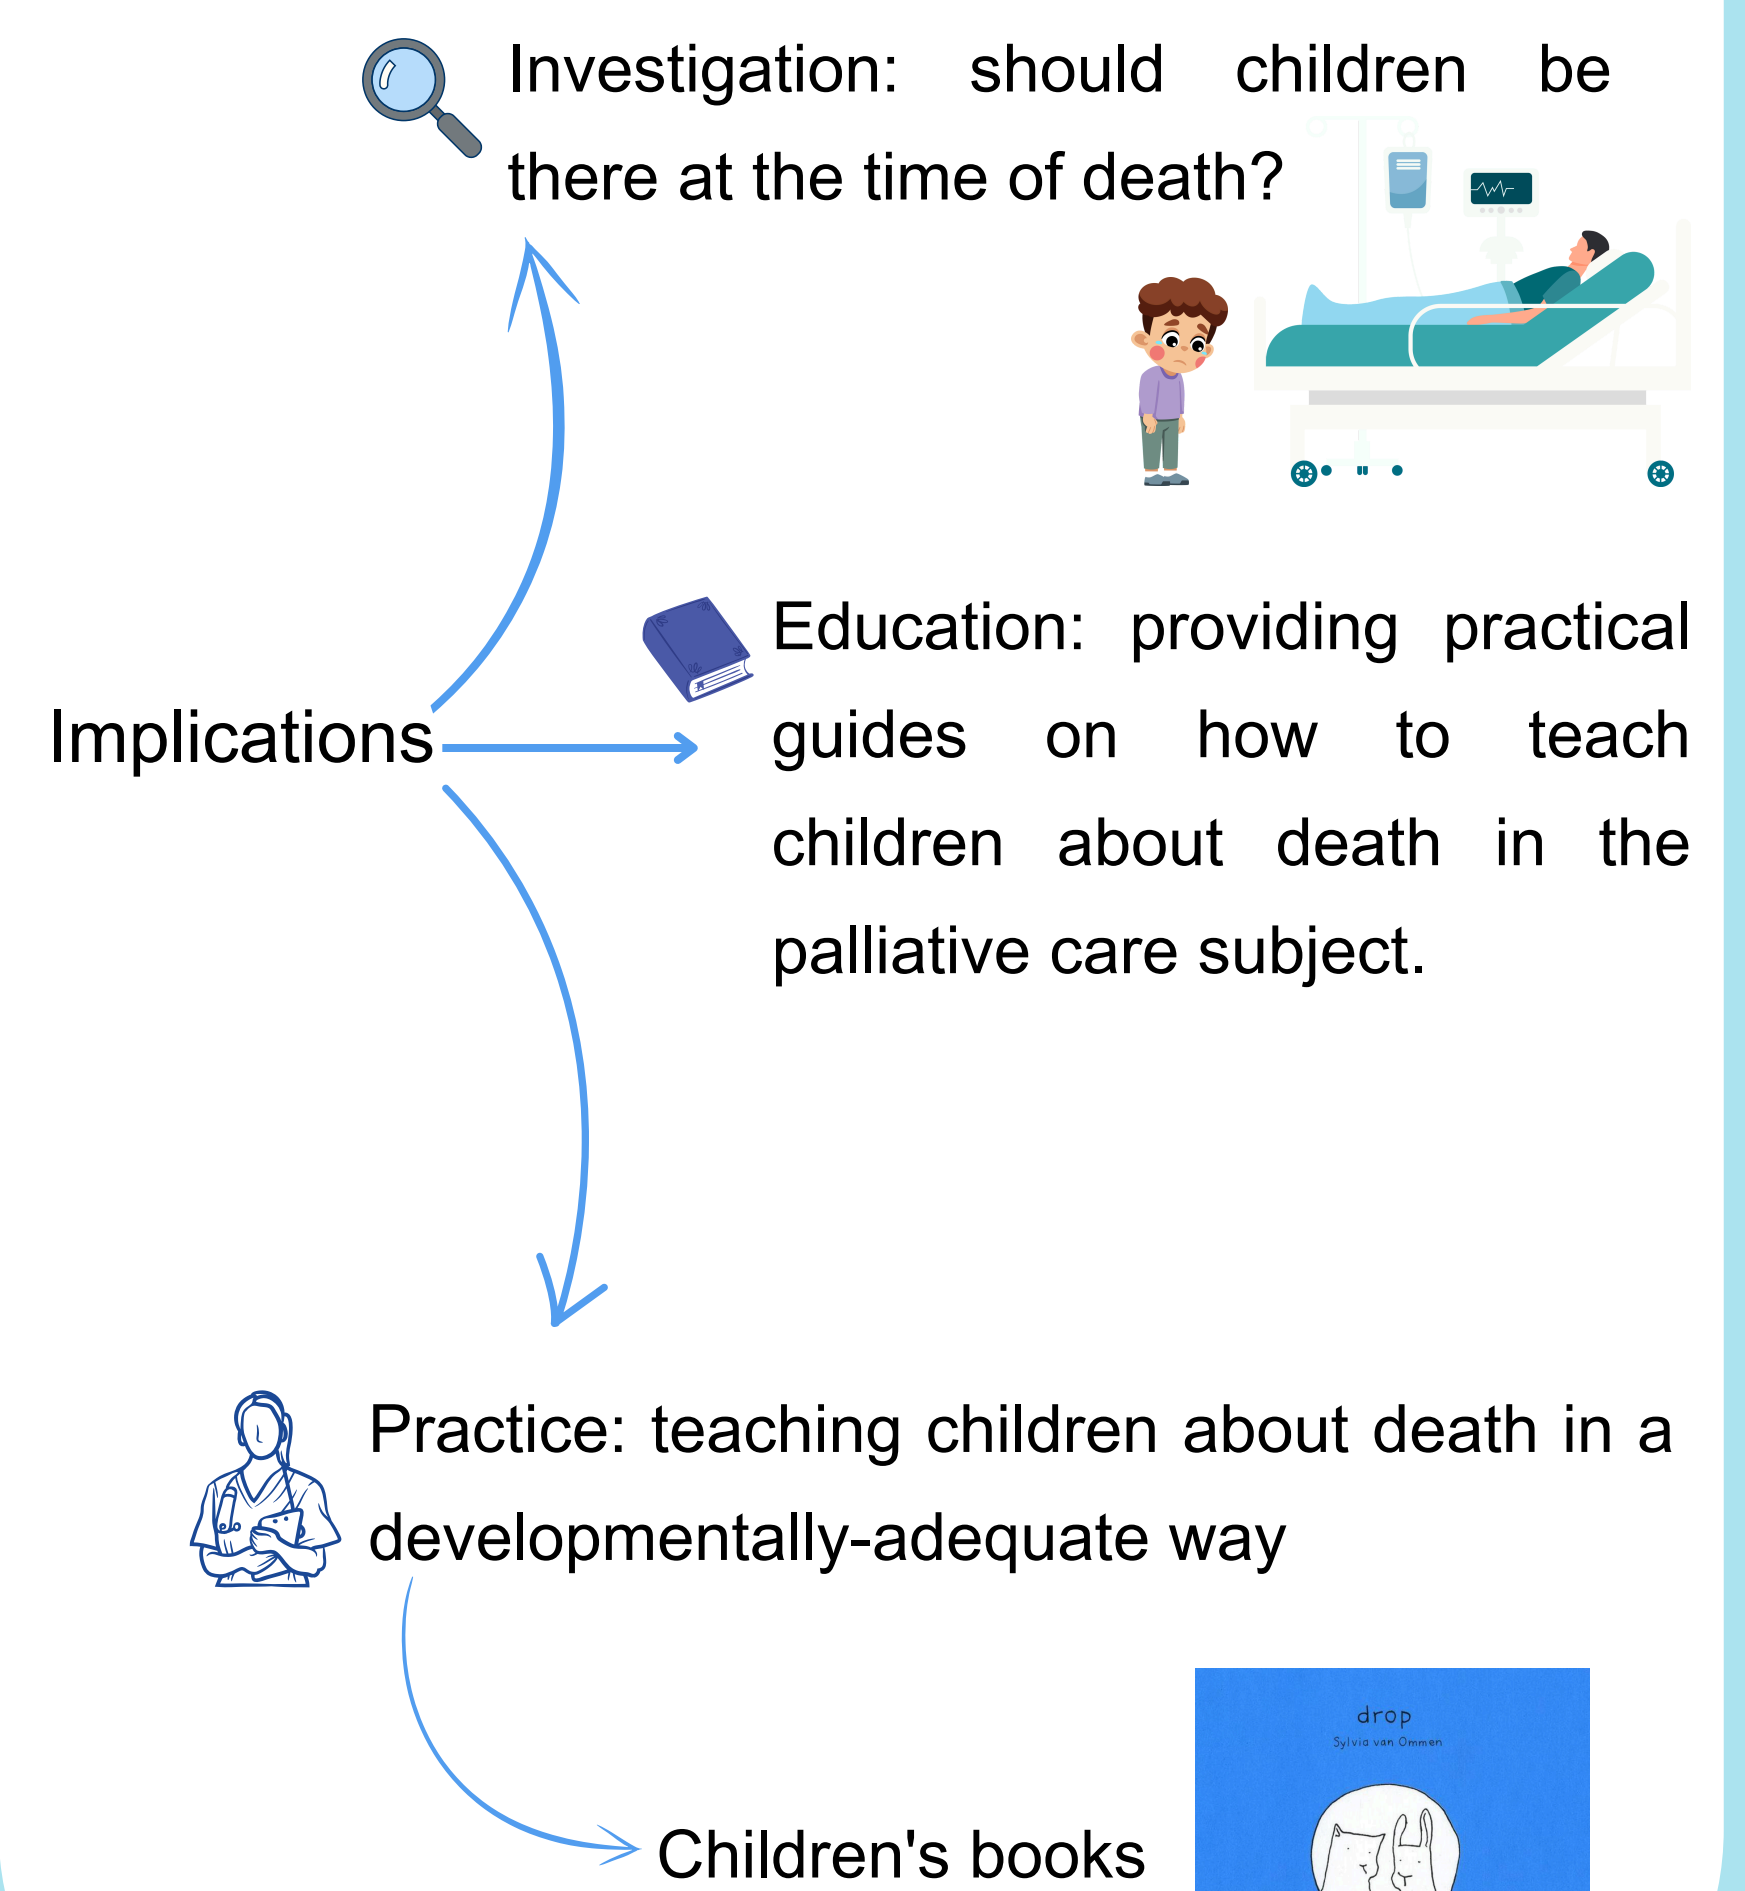 Investigation: should children be
there at the time of death?
Implications
Education: providing practical
guides on how to teach
children about death in the
palliative care subject.
Practice: teaching children about death in a
developmentally-adequate way
Children's books
drop
Sylvia van Ommen